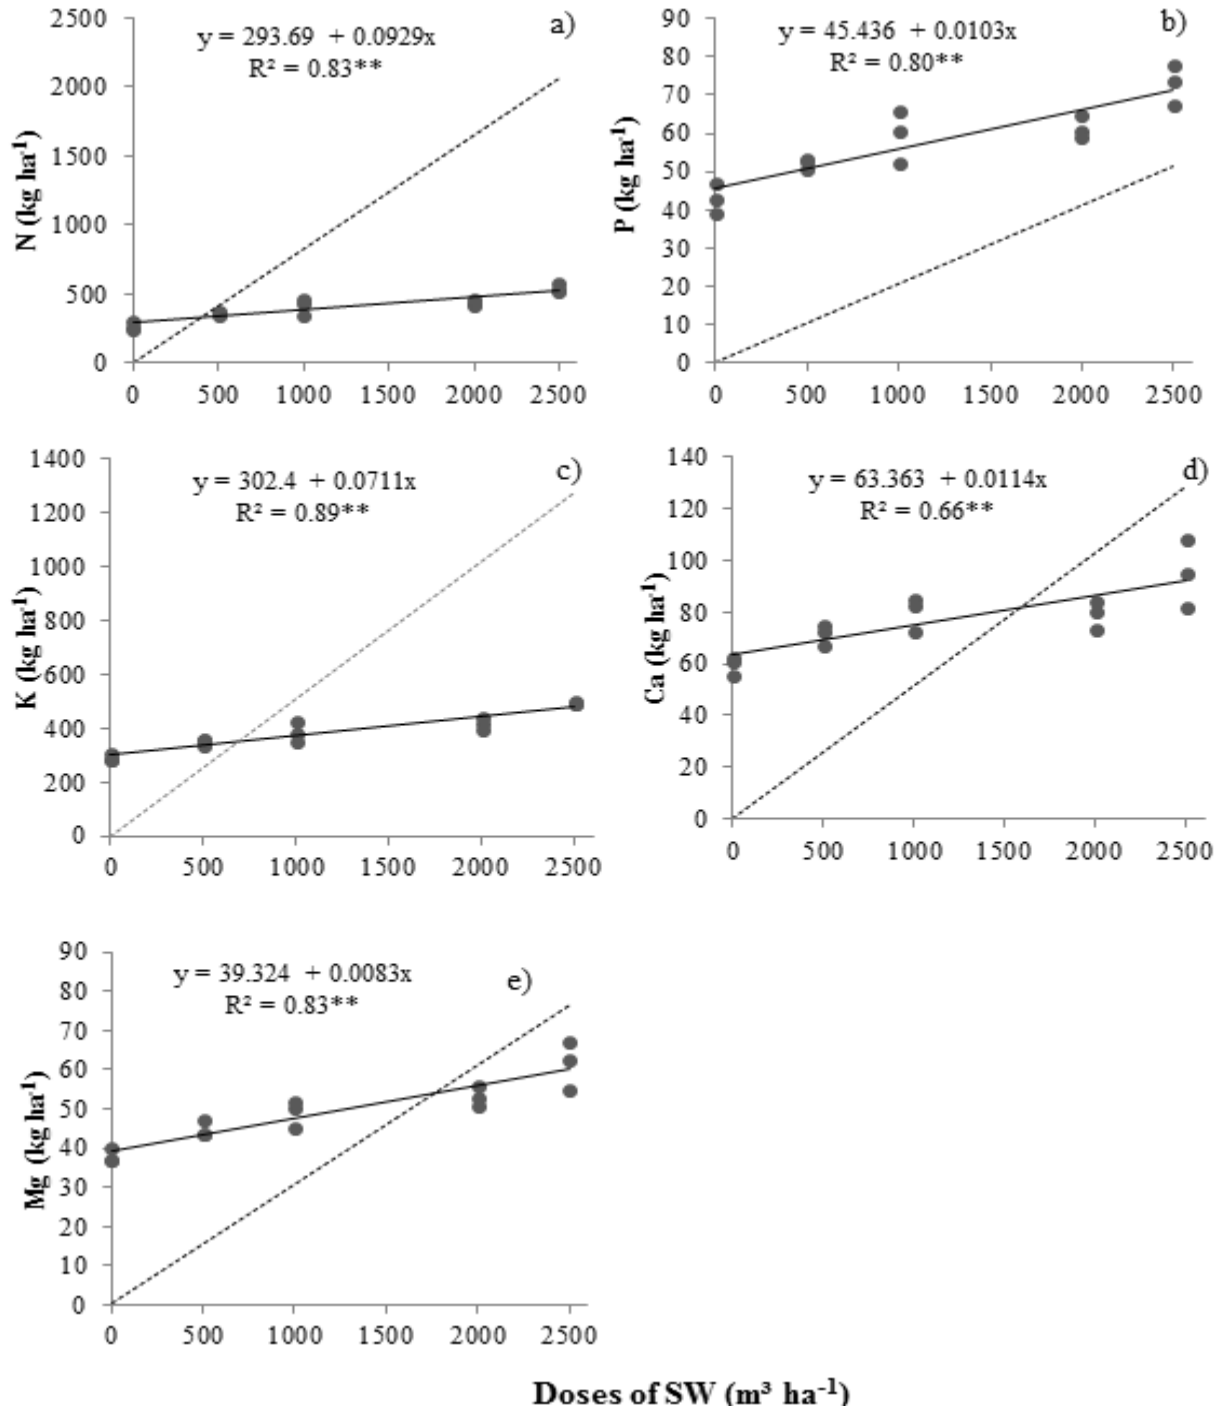 2500
2000
1500
1000
500
0
N (kg ha-1)
y = 293.69 + 0.0929x
R² = 0.83**
a)
0 500 1000 1500 2000 2500
90
80
70
60
50
40
30
20
10
0
P (kg ha-1)
y = 45.436 + 0.0103x
R² = 0.80**
b)
0 500 1000 1500 2000 2500
1400
1200
1000
800
600
400
200
0
K (kg ha-1)
y = 302.4 + 0.0711x
R² = 0.89**
c)
0 500 1000 1500 2000 2500
140
120
100
80
60
40
20
0
Ca (kg ha-1)
y = 63.363 + 0.0114x
R² = 0.66**
d)
0 500 1000 1500 2000 2500
90
80
70
60
50
40
30
20
10
0
Mg (kg ha-1)
y = 39.324 + 0.0083x
R² = 0.83**
e)
0 500 1000 1500 2000 2500
Doses of SW (m³ ha-1)